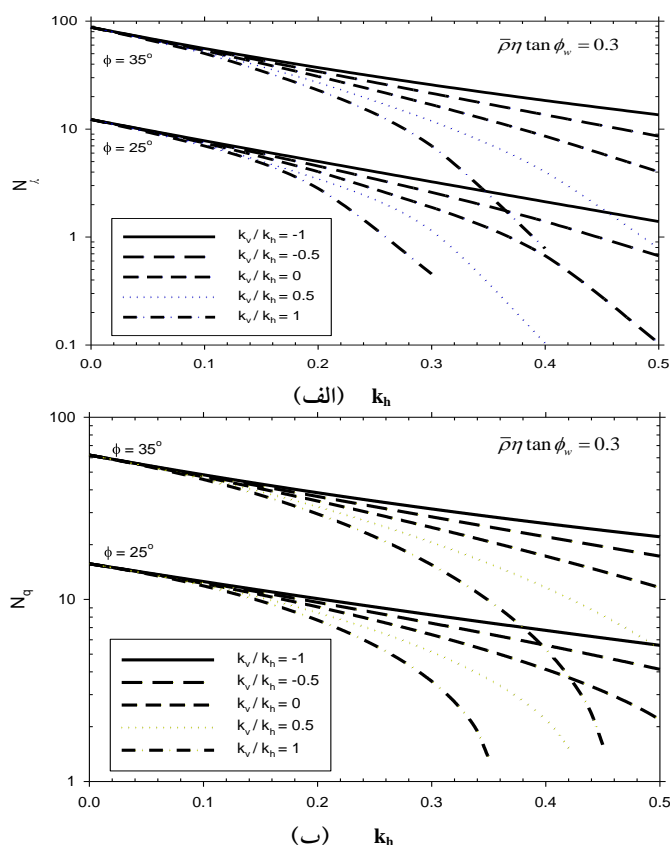 100
ρ̄η tan ϕ_w = 0.3
ϕ = 35°
10
ϕ = 25°
N_γ
1
k_v / k_h = -1
k_v / k_h = -0.5
k_v / k_h = 0
k_v / k_h = 0.5
k_v / k_h = 1
0.1
0.0 0.1 0.2 0.3 0.4 0.5
(الف) k_h
100
ρ̄η tan ϕ_w = 0.3
ϕ = 35°
ϕ = 25°
N_q
10
k_v / k_h = -1
k_v / k_h = -0.5
k_v / k_h = 0
k_v / k_h = 0.5
k_v / k_h = 1
1
0.0 0.1 0.2 0.3 0.4 0.5
(ب) k_h